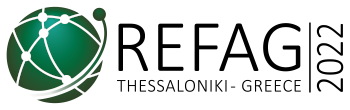 REFAG
THESSALONIKI - GREECE
2022